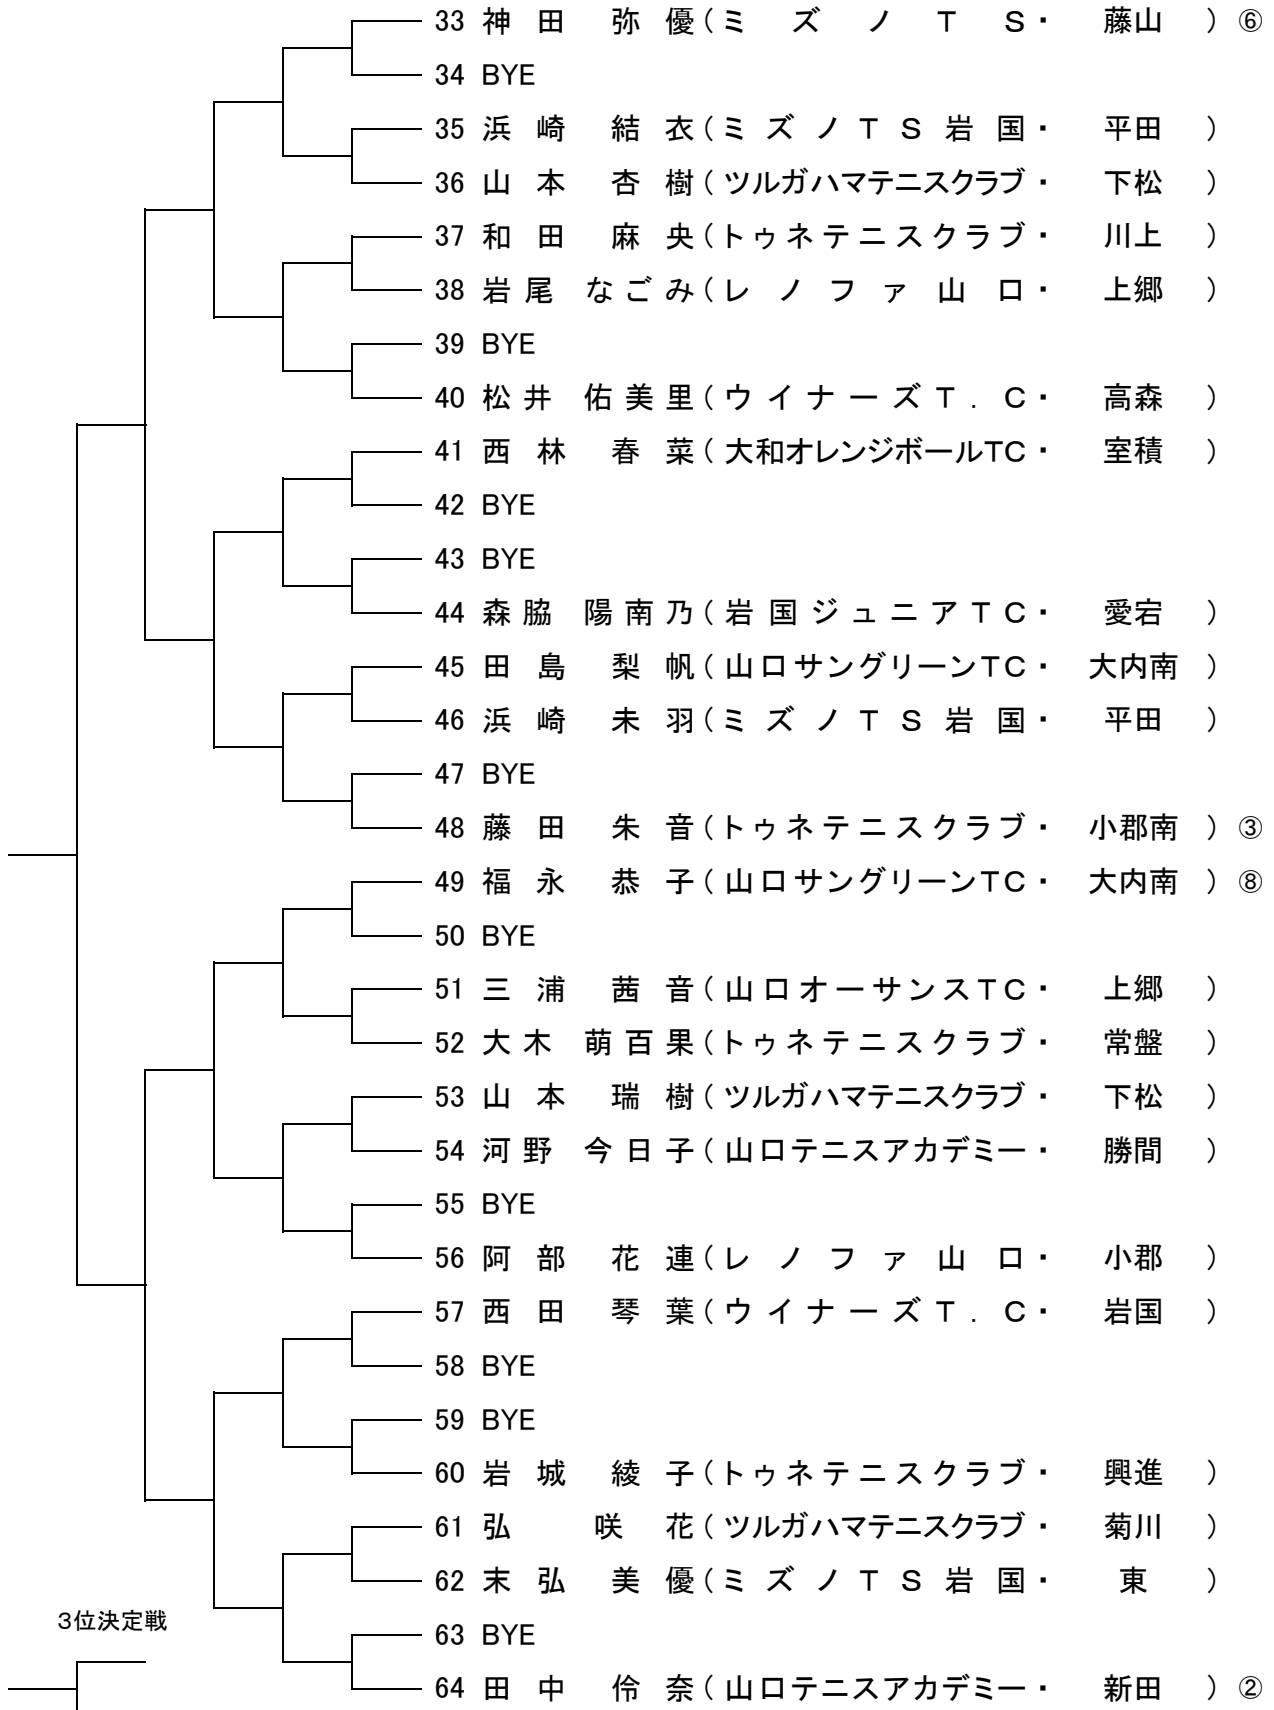 33 神田 弥優(ミズノTS・ 藤山 ) ⑥
34 BYE
35 浜崎 結衣(ミズノTS岩国・ 平田 )
36 山本 杏樹(ツルガハマテニスクラブ・ 下松 )
37 和田 麻央(トゥネテニスクラブ・ 川上 )
38 岩尾 なごみ(レノファ山口・ 上郷 )
39 BYE
40 松井 佑美里(ウイナーズT.C・ 高森 )
41 西林 春菜(大和オレンジボールTC・ 室積 )
42 BYE
43 BYE
44 森脇 陽南乃(岩国ジュニアTC・ 愛宕 )
45 田島 梨帆(山口サングリーンTC・ 大内南 )
46 浜崎 未羽(ミズノTS岩国・ 平田 )
47 BYE
48 藤田 朱音(トゥネテニスクラブ・ 小郡南 ) ③
49 福永 恭子(山口サングリーンTC・ 大内南 ) ⑧
50 BYE
51 三浦 茜音(山口オーサンスTC・ 上郷 )
52 大木 萌百果(トゥネテニスクラブ・ 常盤 )
53 山本 瑞樹(ツルガハマテニスクラブ・ 下松 )
54 河野 今日子(山口テニスアカデミー・ 勝間 )
55 BYE
56 阿部 花連(レノファ山口・ 小郡 )
57 西田 琴葉(ウイナーズT.C・ 岩国 )
58 BYE
59 BYE
60 岩城 綾子(トゥネテニスクラブ・ 興進 )
61 弘 咲花(ツルガハマテニスクラブ・ 菊川 )
62 末弘 美優(ミズノTS岩国・ 東 )
3位決定戦
63 BYE
64 田中 伶奈(山口テニスアカデミー・ 新田 ) ②